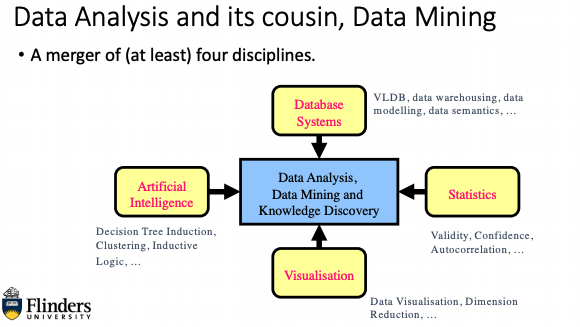 Data Analysis and its cousin, Data Mining
• A merger of (at least) four disciplines.
Database
Systems
VLDB, data warehousing, data
modelling, data semantics, …
Artificial
Intelligence
Decision Tree Induction,
Clustering, Inductive
Logic, …
Data Analysis,
Data Mining and
Knowledge Discovery
Statistics
Validity, Confidence,
Autocorrelation, …
Visualisation
Data Visualisation, Dimension
Reduction, …
Flinders
UNIVERSITY